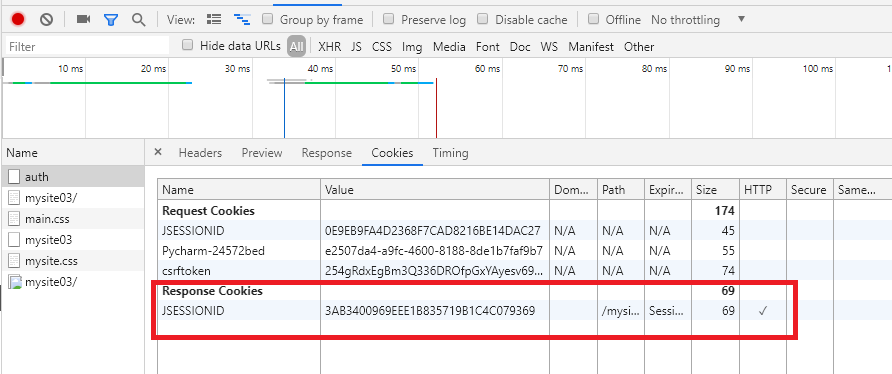 View: Group by frame Preserve log Disable cache Offline No throttling
Filter Hide data URLs All XHR JS CSS Img Media Font Doc WS Manifest Other
10 ms 20 ms 30 ms 40 ms 50 ms 60 ms 70 ms 80 ms 90 ms 100 ms 1
Name × Headers Preview Response Cookies Timing
auth
mysite03/
main.css
mysite03
mysite.css
mysite03/
Name Value Dom... Path Expir... Size HTTP Secure Same...
Request Cookies 174
JSESSIONID 0E9EB9FA4D2368F7CAD8216BE14DAC27 N/A N/A N/A 45
Pycharm-24572bed e2507da4-a9fc-4600-8188-8de1b7faf9b7 N/A N/A N/A 55
csrftoken 254gRdxEgBm3Q336DROfpGxYAyesv69... N/A N/A N/A 74
Response Cookies 69
JSESSIONID 3AB3400969EEE1B835719B1C4C079369 /mysi... Sessi... 69 ✓